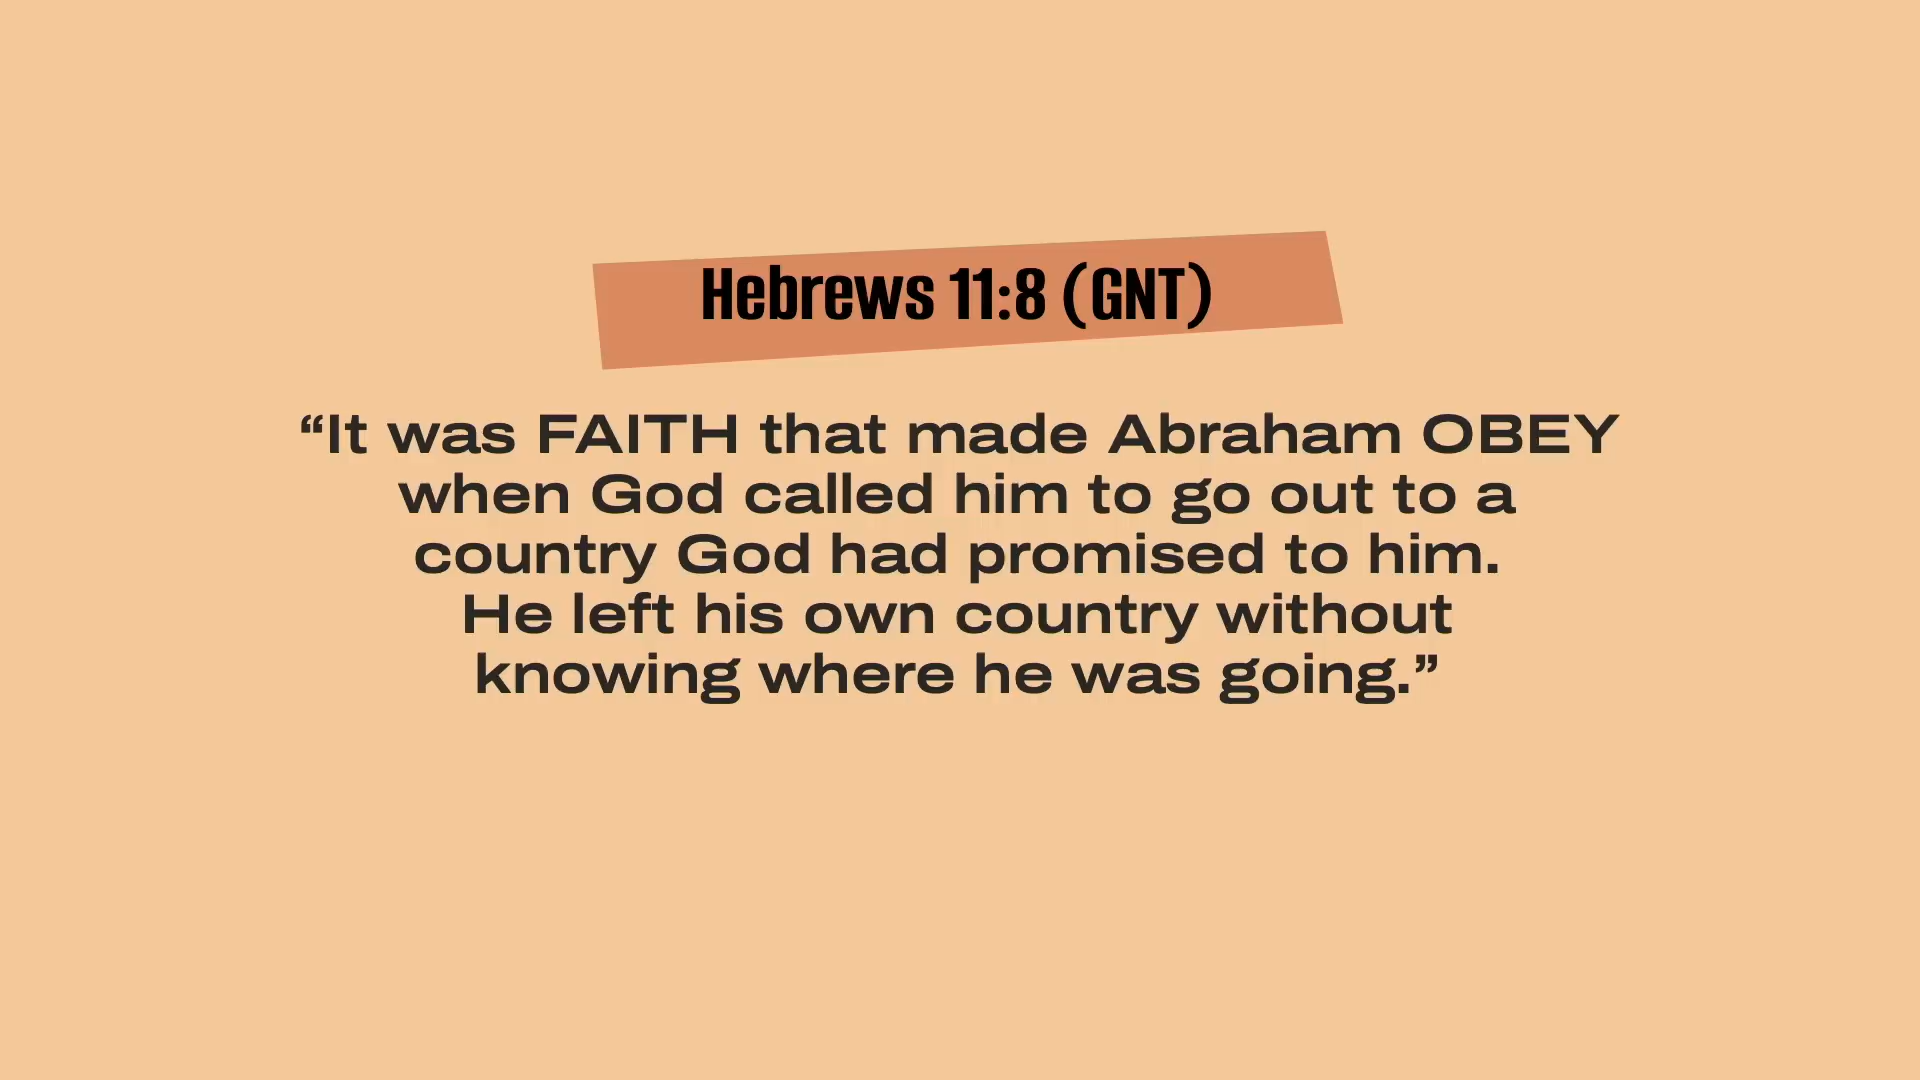 Hebrews 11:8 (GNT)
“It was FAITH that made Abraham OBEY
when God called him to go out to a
country God had promised to him.
He left his own country without
knowing where he was going.”